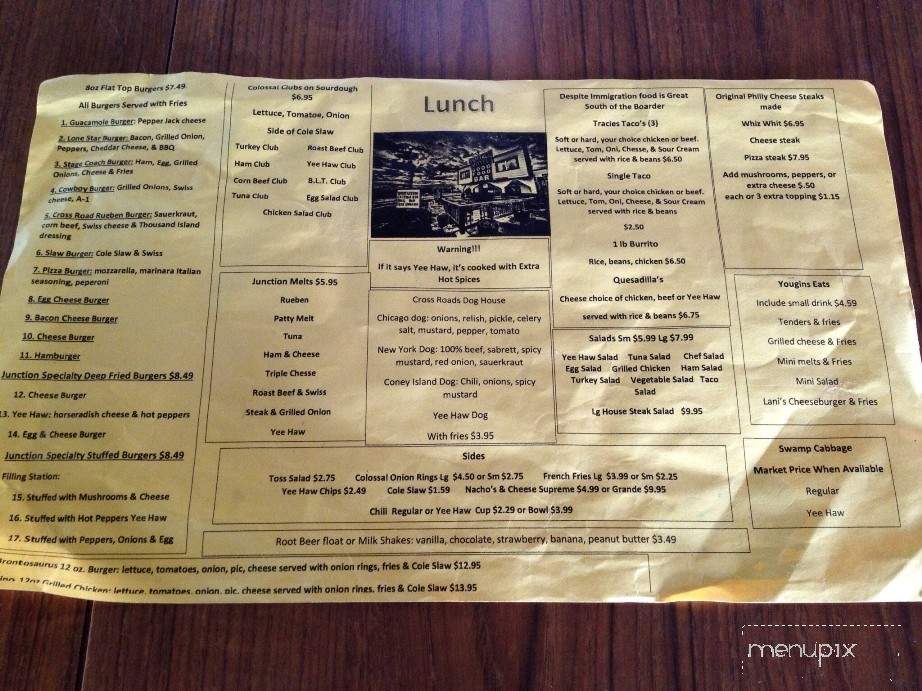 8oz Flat Top Burgers $7.49
All Burgers Served with Fries
1. Guacamole Burger: Pepper Jack cheese
2. Lone Star Burger: Bacon, Grilled Onion,
Peppers, Cheddar Cheese, & BBQ
3. Stage Coach Burger: Ham, Egg, Grilled
Onions, Cheese & Fries
4. Cowboy Burger: Grilled Onions, Swiss
cheese, A-1
5. Cross Road Rueben Burger: Sauerkraut,
corn beef, Swiss cheese & Thousand Island
dressing
6. Slaw Burger: Cole Slaw & Swiss
7. Pizza Burger: mozzarella, marinara Italian
seasoning, peperoni
8. Egg Cheese Burger
9. Bacon Cheese Burger
10. Cheese Burger
11. Hamburger
Junction Specialty Deep Fried Burgers $8.49
12. Cheese Burger
13. Yee Haw: horseradish cheese & hot peppers
14. Egg & Cheese Burger
Junction Specialty Stuffed Burgers $8.49
Filling Station:
15. Stuffed with Mushrooms & Cheese
16. Stuffed with Hot Peppers Yee Haw
17. Stuffed with Peppers, Onions & Egg
Colossal Clubs on Sourdough
$6.95
Lettuce, Tomatoe, Onion
Side of Cole Slaw
Turkey Club Roast Beef Club
Ham Club Yee Haw Club
Corn Beef Club B.L.T. Club
Tuna Club Egg Salad Club
Chicken Salad Club
Junction Melts $5.95
Rueben
Patty Melt
Tuna
Ham & Cheese
Triple Chesse
Roast Beef & Swiss
Steak & Grilled Onion
Yee Haw
Lunch
FOOD
BAR
Warning!!!
If it says Yee Haw, it's cooked with Extra
Hot Spices
Cross Roads Dog House
Chicago dog: onions, relish, pickle, celery
salt, mustard, pepper, tomato
New York Dog: 100% beef, sabrett, spicy
mustard, red onion, sauerkraut
Coney Island Dog: Chili, onions, spicy
mustard
Yee Haw Dog
With fries $3.95
Despite Immigration food is Great
South of the Boarder
Tracies Taco's (3)
Soft or hard, your choice chicken or beef.
Lettuce, Tom, Oni, Chesse, & Sour Cream
served with rice & beans $6.50
Single Taco
Soft or hard, your choice chicken or beef.
Lettuce, Tom, Oni, Cheese, & Sour Cream
served with rice & beans
$2.50
1 lb Burrito
Rice, beans, chicken $6.50
Quesadilla's
Cheese choice of chicken, beef or Yee Haw
served with rice & beans $6.75
Salads Sm $5.99 Lg $7.99
Yee Haw Salad Tuna Salad Chef Salad
Egg Salad Grilled Chicken Ham Salad
Turkey Salad Vegetable Salad Taco
Salad
Lg House Steak Salad $9.95
Original Philly Cheese Steaks
made
Whiz Whit $6.95
Cheese steak
Pizza steak $7.95
Add mushrooms, peppers, or
extra cheese $.50
each or 3 extra topping $1.15
Yougins Eats
Include small drink $4.59
Tenders & fries
Grilled cheese & Fries
Mini melts & Fries
Mini Salad
Lani's Cheeseburger & Fries
Swamp Cabbage
Market Price When Available
Regular
Yee Haw
Sides
Toss Salad $2.75 Colossal Onion Rings Lg $4.50 or Sm $2.75 French Fries Lg $3.99 or Sm $2.25
Yee Haw Chips $2.49 Cole Slaw $1.59 Nacho's & Cheese Supreme $4.99 or Grande $9.95
Chili Regular or Yee Haw Cup $2.29 or Bowl $3.99
Root Beer float or Milk Shakes: vanilla, chocolate, strawberry, banana, peanut butter $3.49
rontosaurus 12 oz. Burger: lettuce, tomatoes, onion, pic, cheese served with onion rings, fries & Cole Slaw $12.95
12oz Grilled Chicken: lettuce, tomatoes, onion, pic, cheese served with onion rings, fries & Cole Slaw $13.95
menupix